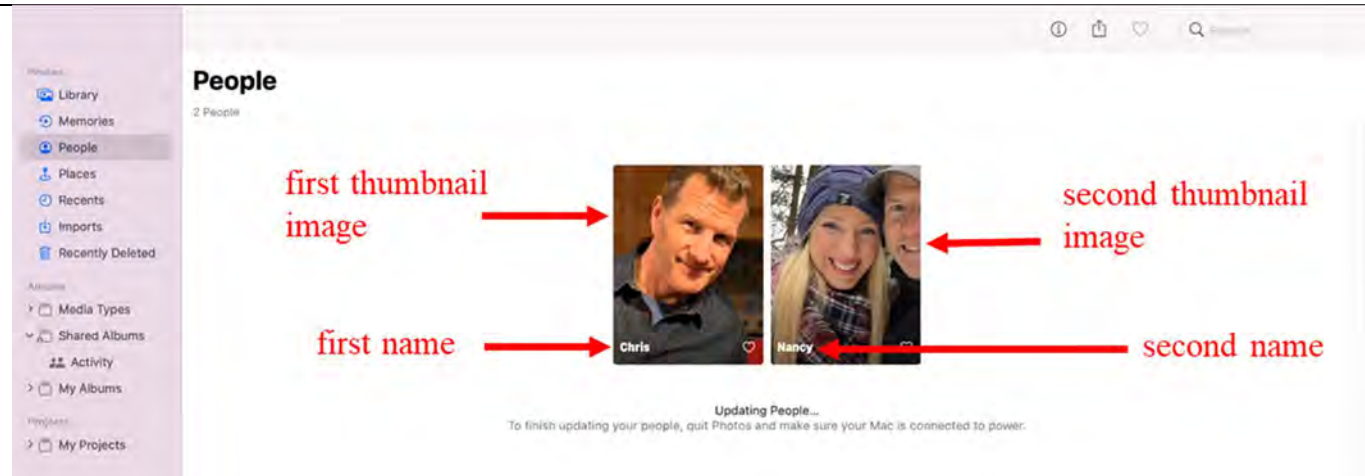 Library
Memories
People
Places
Recents
Imports
Recently Deleted
Media Types
Shared Albums
Activity
My Albums
My Projects
People
2 People
first thumbnail
image
second thumbnail
image
first name
Chris
Nancy
second name
Updating People...
To finish updating your people, quit Photos and make sure your Mac is connected to power.